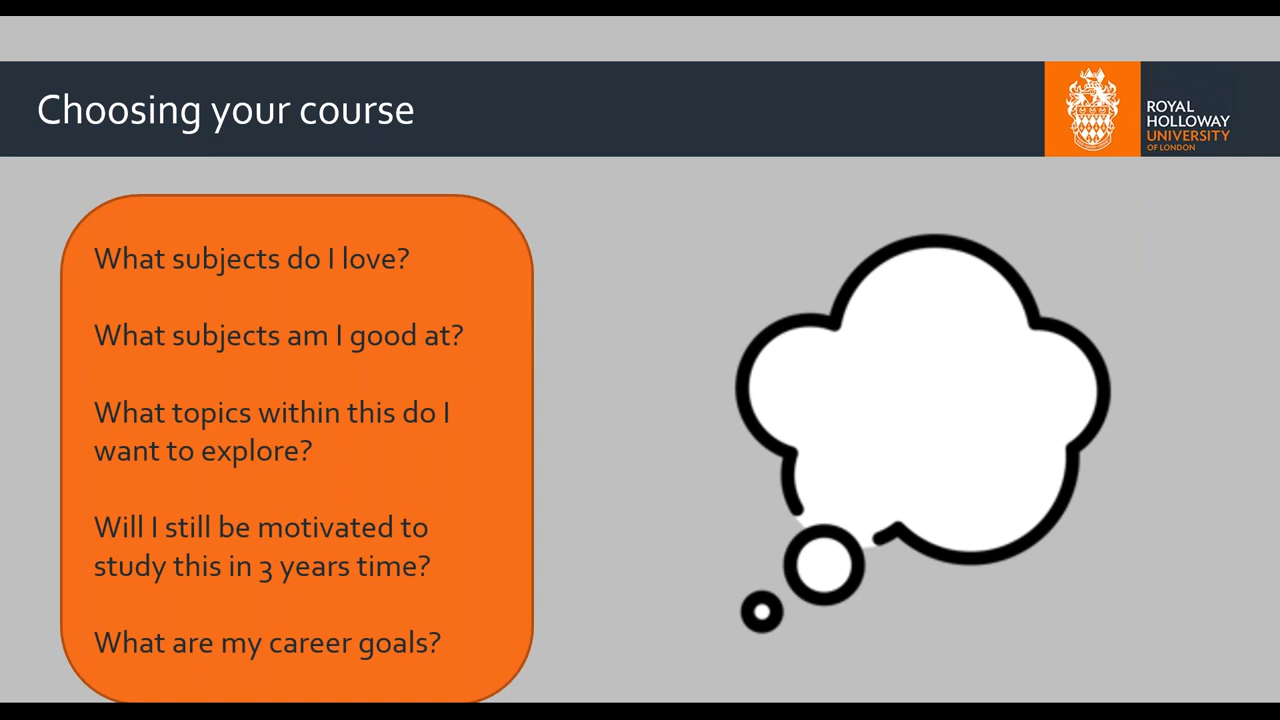 Choosing your course
ROYAL
HOLLOWAY
UNIVERSITY
OF LONDON
What subjects do I love?
What subjects am I good at?
What topics within this do I
want to explore?
Will I still be motivated to
study this in 3 years time?
What are my career goals?